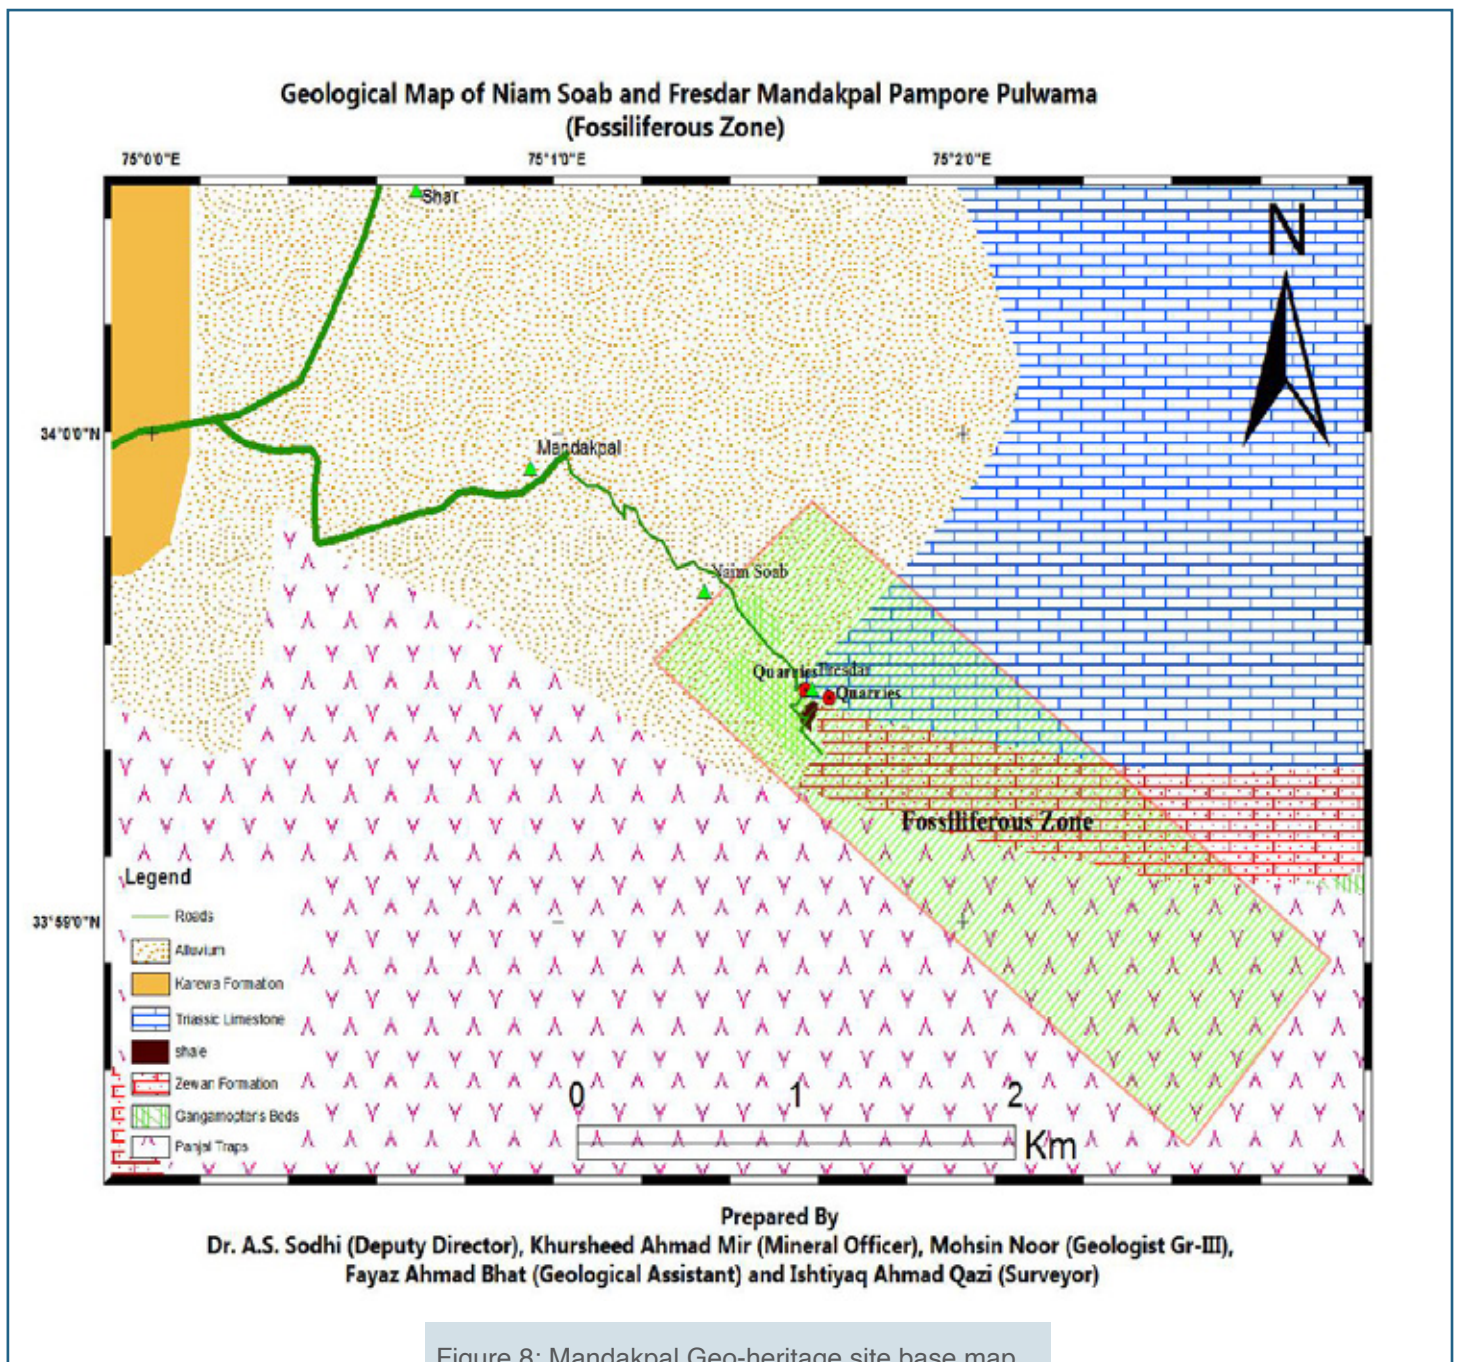 Geological Map of Niam Soab and Fresdar Mandakpal Pampore Pulwama
(Fossiliferous Zone)
75°0'0"E 75°1'0"E 75°2'0"E
Shar
N
34°0'0"N
Mandakpal
Naim Soab
Quarries Fresdar
Quarries
Fossiliferous Zone
Legend
33°59'0"N
Roads
Alluvium
Karewa Formation
Triassic Limestone
shale
Zewan Formation
Gangamopteris Beds
Panjal Traps
0 1 2
Km
Prepared By
Dr. A.S. Sodhi (Deputy Director), Khursheed Ahmad Mir (Mineral Officer), Mohsin Noor (Geologist Gr-III),
Fayaz Ahmad Bhat (Geological Assistant) and Ishtiyaq Ahmad Qazi (Surveyor)
Figure 8: Mandakpal Geo-heritage site base map